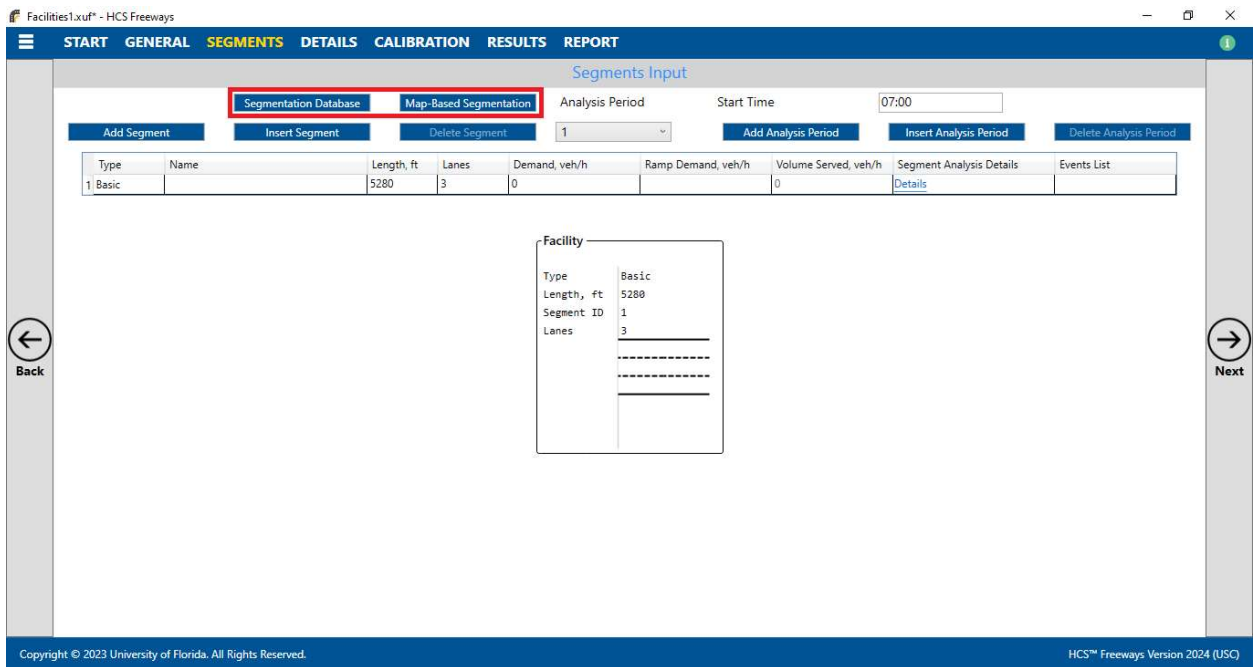 Facilities1.xuf* - HCS Freeways
START GENERAL SEGMENTS DETAILS CALIBRATION RESULTS REPORT
Segments Input
Segmentation Database Map-Based Segmentation Analysis Period Start Time 07:00
Add Segment Insert Segment Delete Segment 1 Add Analysis Period Insert Analysis Period Delete Analysis Period
Type Name Length, ft Lanes Demand, veh/h Ramp Demand, veh/h Volume Served, veh/h Segment Analysis Details Events List
1 Basic 5280 3 0 0 Details
Facility
Type Basic
Length, ft 5280
Segment ID 1
Lanes 3
Back
Next
Copyright © 2023 University of Florida. All Rights Reserved. HCS™ Freeways Version 2024 (USC)